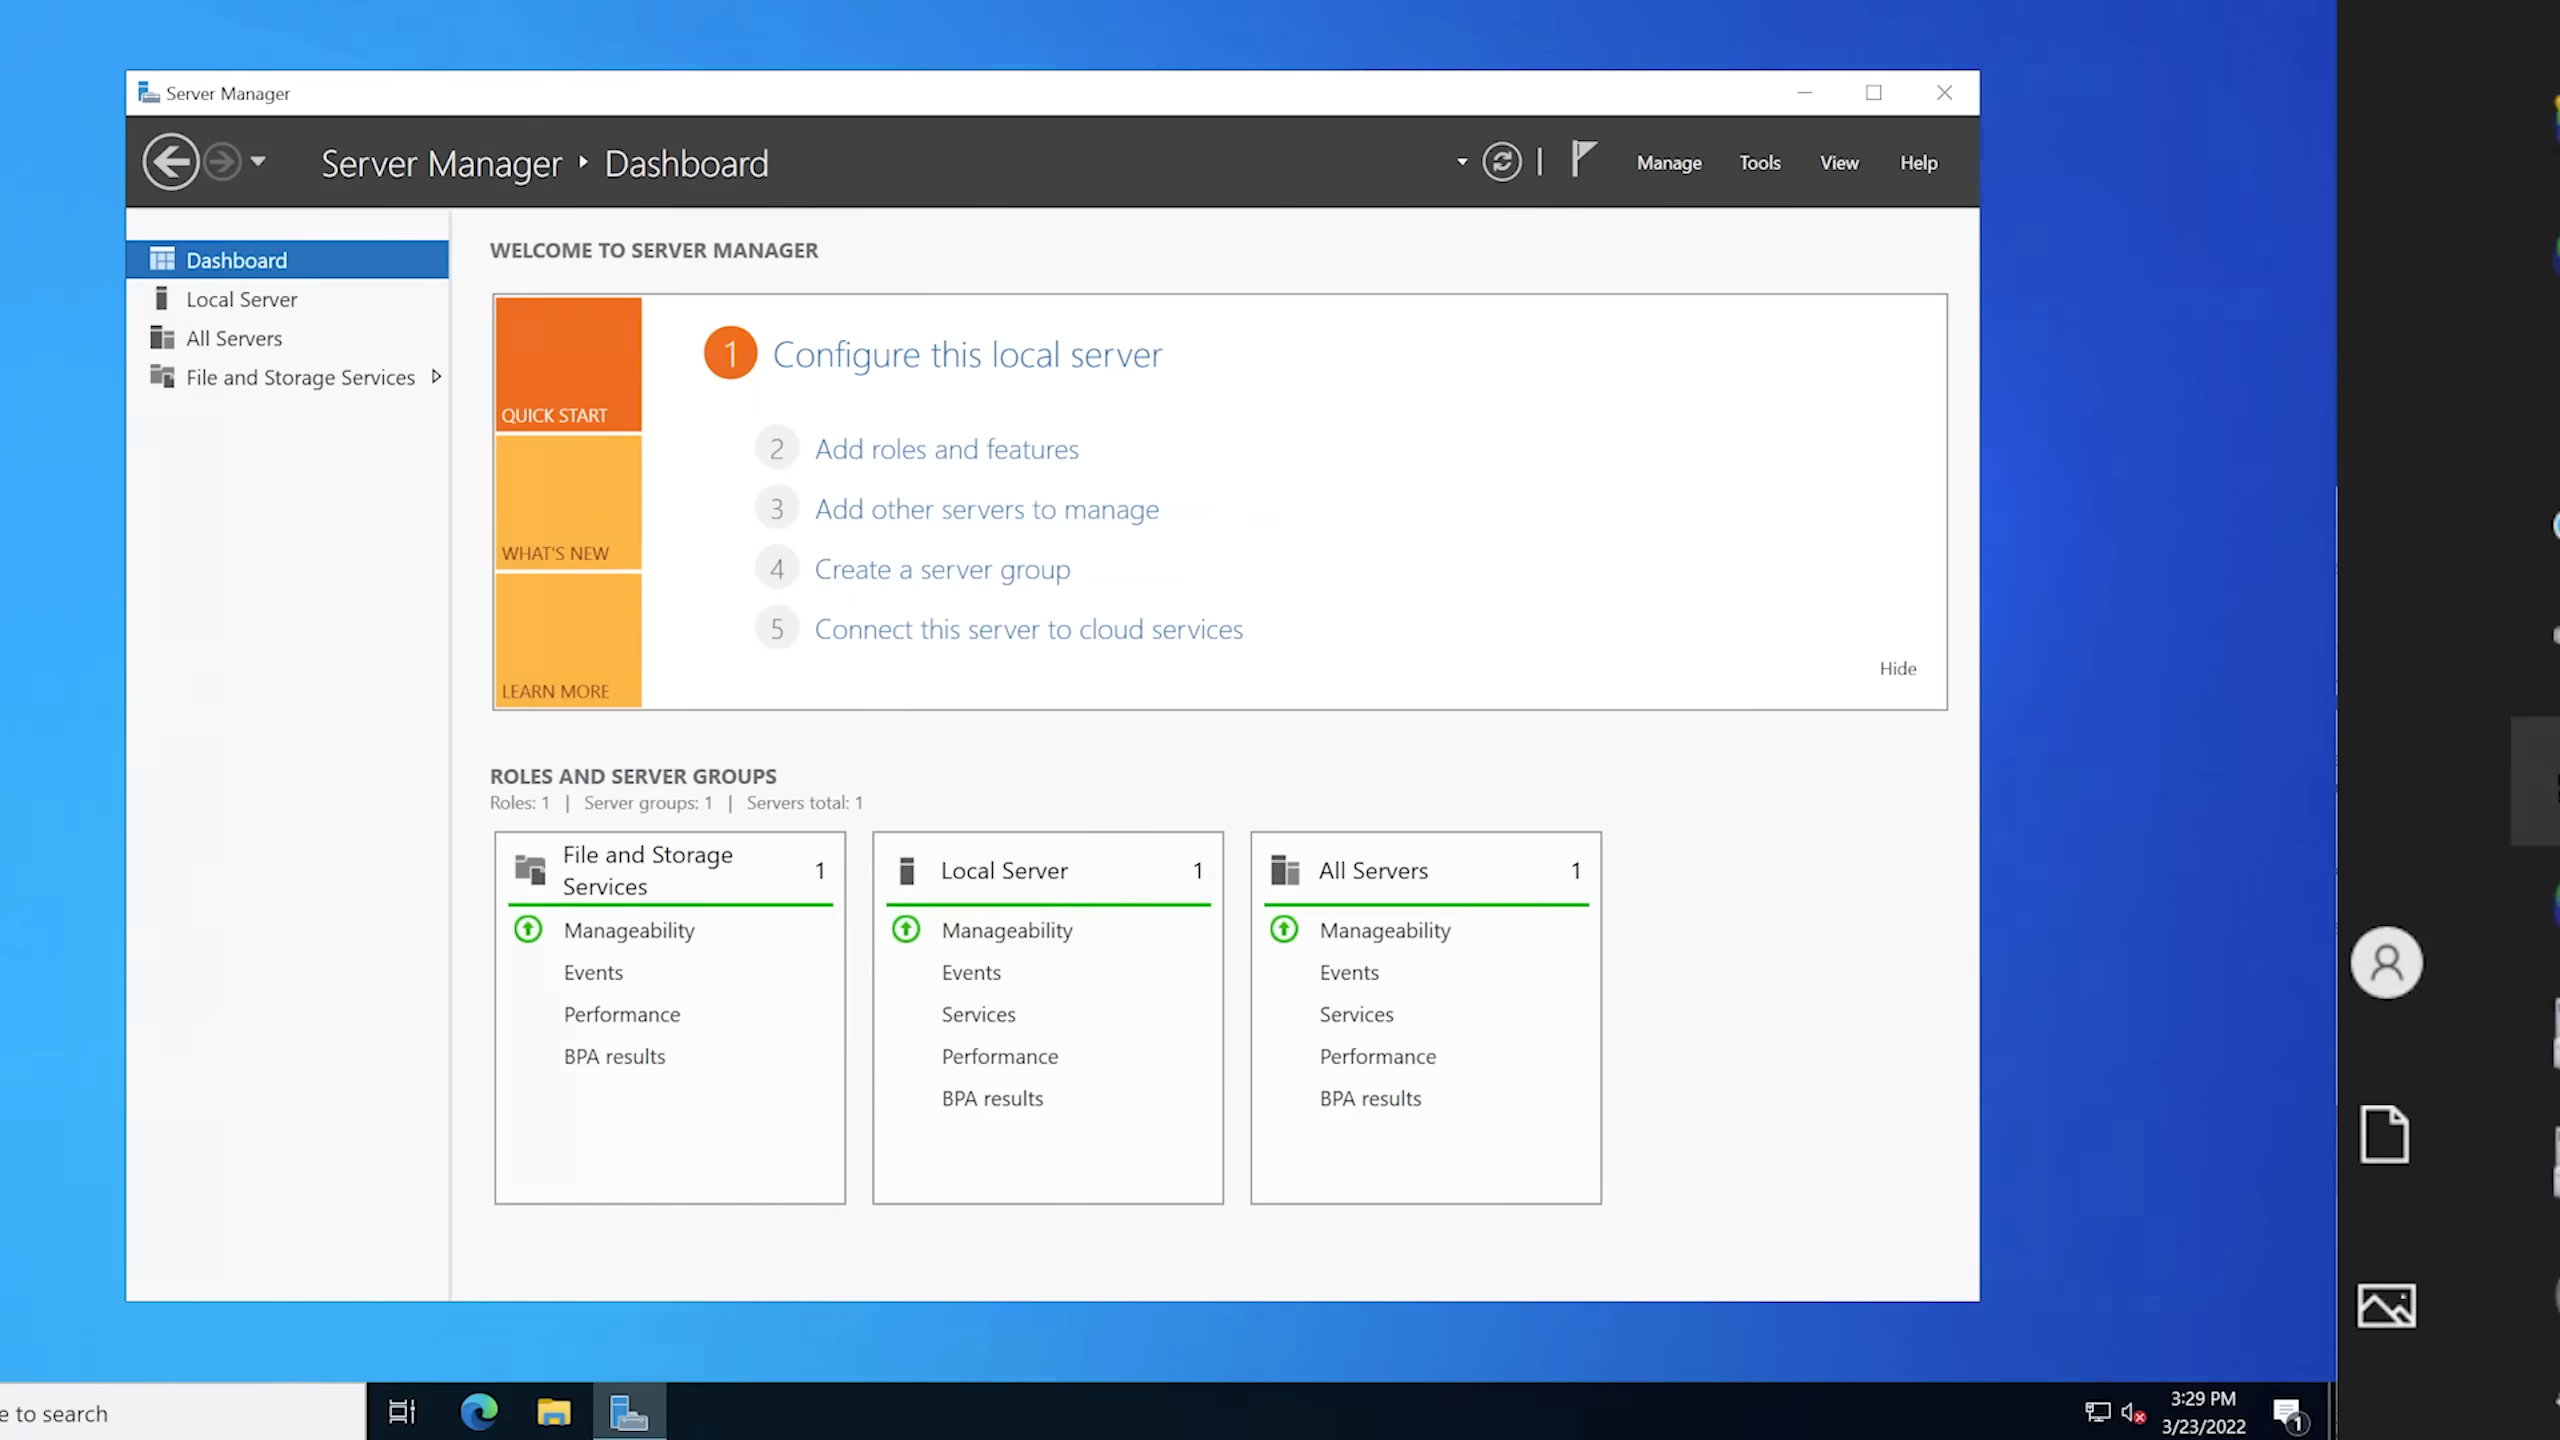 Server Manager
Server Manager Dashboard
Manage Tools View Help
Dashboard
Local Server
All Servers
File and Storage Services
WELCOME TO SERVER MANAGER
QUICK START
WHAT'S NEW
LEARN MORE
1 Configure this local server
2 Add roles and features
3 Add other servers to manage
4 Create a server group
5 Connect this server to cloud services
Hide
ROLES AND SERVER GROUPS
Roles: 1 | Server groups: 1 | Servers total: 1
File and Storage
Services 1
Manageability
Events
Performance
BPA results
Local Server 1
Manageability
Events
Services
Performance
BPA results
All Servers 1
Manageability
Events
Services
Performance
BPA results
e to search
3:29 PM
3/23/2022
1